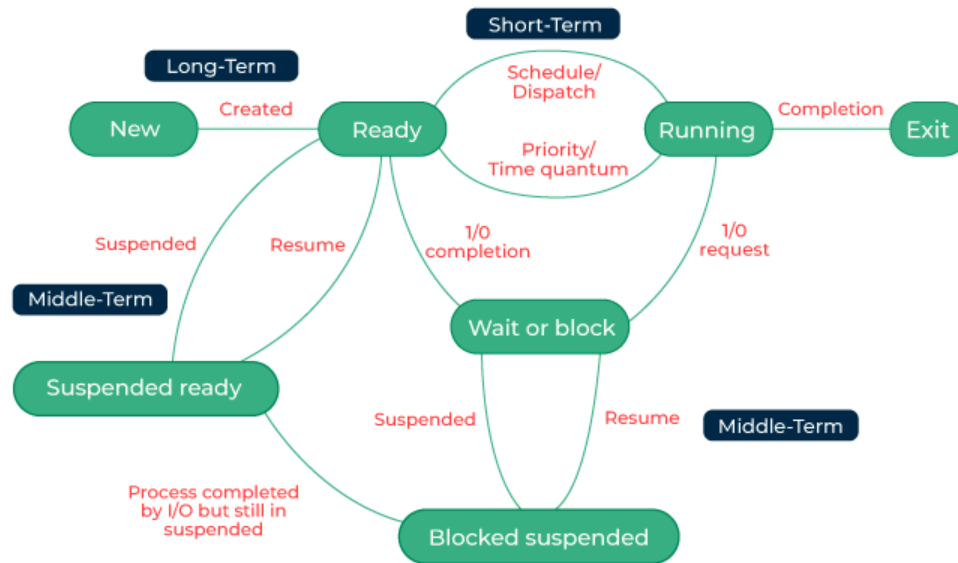 Short-Term
Long-Term
Schedule/
Dispatch
Created
Completion
New
Ready
Running
Exit
Priority/
Time quantum
Suspended
Resume
1/0
completion
1/0
request
Middle-Term
Wait or block
Suspended ready
Suspended
Resume
Middle-Term
Process completed
by I/O but still in
suspended
Blocked suspended